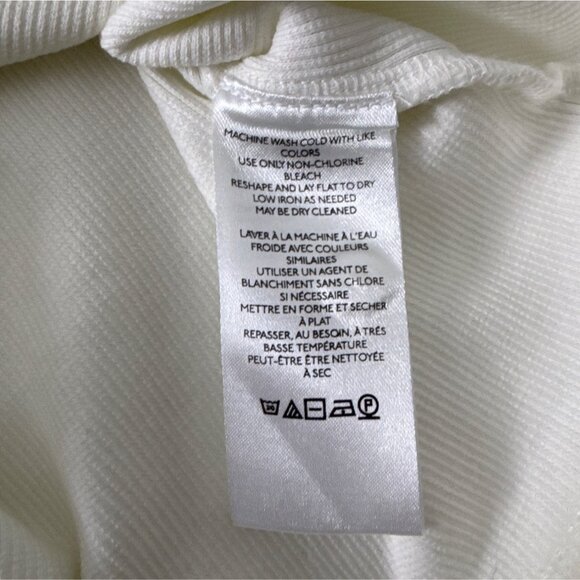 MACHINE WASH COLD WITH LIKE
COLORS
USE ONLY NON-CHLORINE
BLEACH
RESHAPE AND LAY FLAT TO DRY
LOW IRON AS NEEDED
MAY BE DRY CLEANED
LAVER À LA MACHINE À L'EAU
FROIDE AVEC COULEURS
SIMILAIRES
UTILISER UN AGENT DE
BLANCHIMENT SANS CHLORE
SI NÉCESSAIRE
METTRE EN FORME ET SECHER
À PLAT
REPASSER, AU BESOIN, À TRÉS
BASSE TEMPÉRATURE
PEUT-ÊTRE ÊTRE NETTOYÉE
À SEC
P